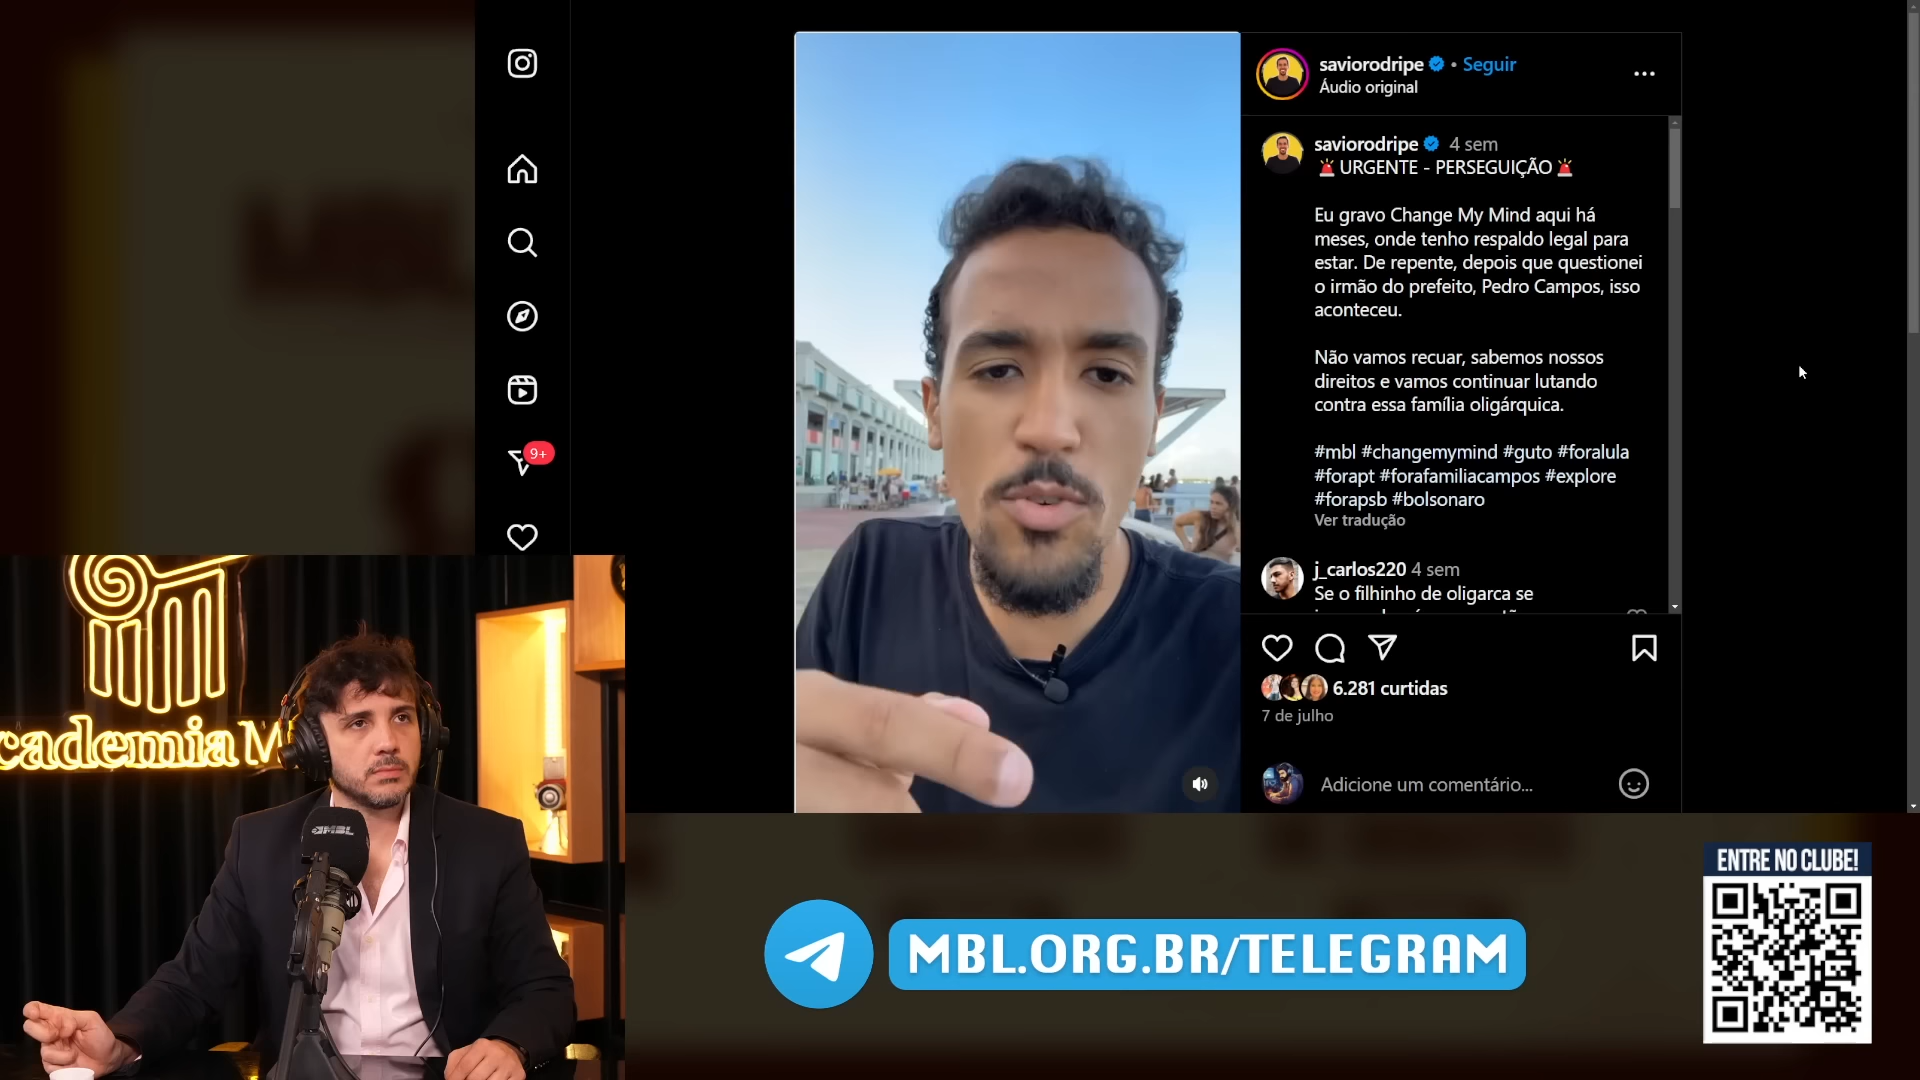 saviorodripe • Seguir
Áudio original
saviorodripe 4 sem
🚨 URGENTE - PERSEGUIÇÃO 🚨
Eu gravo Change My Mind aqui há
meses, onde tenho respaldo legal para
estar. De repente, depois que questionei
o irmão do prefeito, Pedro Campos, isso
aconteceu.
Não vamos recuar, sabemos nossos
direitos e vamos continuar lutando
contra essa família oligárquica.
#mbl #changemymind #guto #foralula
#forapt #forafamiliacampos #explore
#forapsb #bolsonaro
Ver tradução
j_carlos220 4 sem
Se o filhinho de oligarca se
6.281 curtidas
7 de julho
Adicione um comentário...
9+
cademia M
MBL
MBL.ORG.BR/TELEGRAM
ENTRE NO CLUBE!